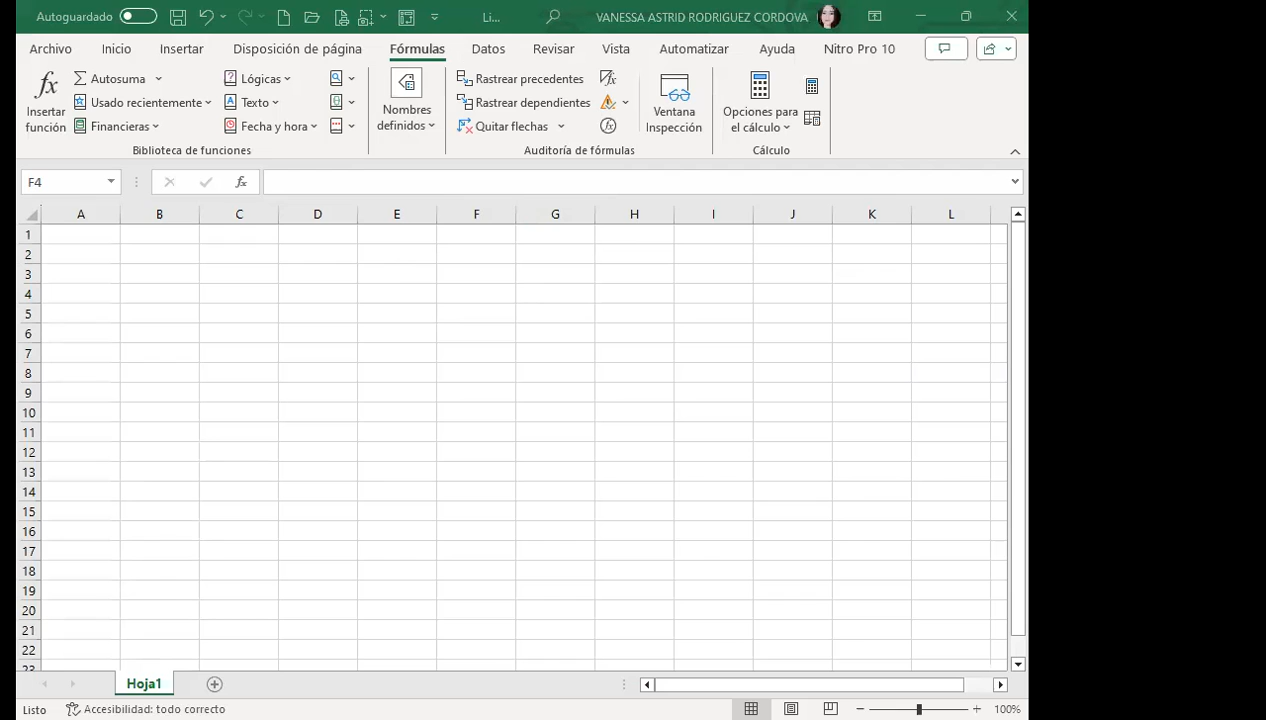 Autoguardado Li... VANESSA ASTRID RODRIGUEZ CORDOVA
Archivo Inicio Insertar Disposición de página Fórmulas Datos Revisar Vista Automatizar Ayuda Nitro Pro 10
fx Insertar función
Autosuma
Usado recientemente
Financieras
Lógicas
Texto
Fecha y hora
Biblioteca de funciones
Nombres definidos
Rastrear precedentes
Rastrear dependientes
Quitar flechas
Ventana Inspección
Auditoría de fórmulas
Opciones para el cálculo
Cálculo
F4 fx
A B C D E F G H I J K L
1
2
3
4
5
6
7
8
9
10
11
12
13
14
15
16
17
18
19
20
21
22
23
Hoja1
Listo Accesibilidad: todo correcto 100%